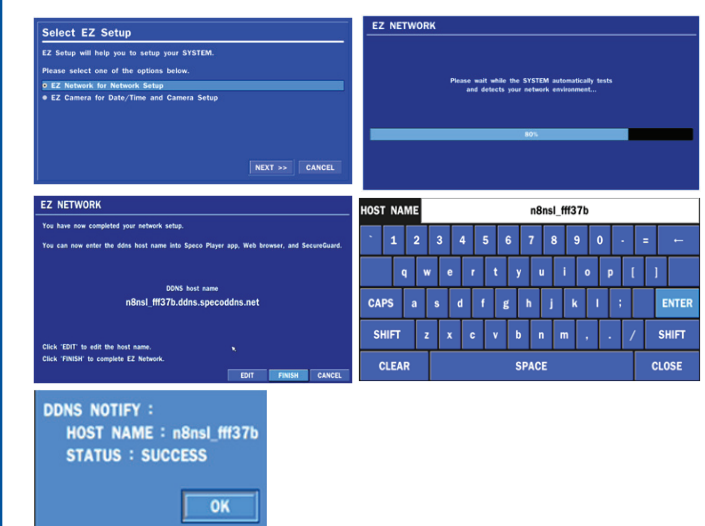 Select EZ Setup
EZ Setup will help you to setup your SYSTEM.
Please select one of the options below.
EZ Network for Network Setup
EZ Camera for Date/Time and Camera Setup
NEXT >> CANCEL
EZ NETWORK
Please wait while the SYSTEM automatically tests
and detects your network environment...
80%
EZ NETWORK
You have now completed your network setup.
You can now enter the ddns host name into Speco Player app, Web browser, and SecureGuard.
DDNS host name
n8nsl_fff37b.ddns.specoddns.net
Click 'EDIT' to edit the host name.
Click 'FINISH' to complete EZ Network.
EDIT FINISH CANCEL
HOST NAME n8nsl_fff37b
` 1 2 3 4 5 6 7 8 9 0 - = ←
q w e r t y u i o p [ ]
CAPS a s d f g h j k l ; ENTER
SHIFT z x c v b n m , . / SHIFT
CLEAR SPACE CLOSE
DDNS NOTIFY :
HOST NAME : n8nsl_fff37b
STATUS : SUCCESS
OK